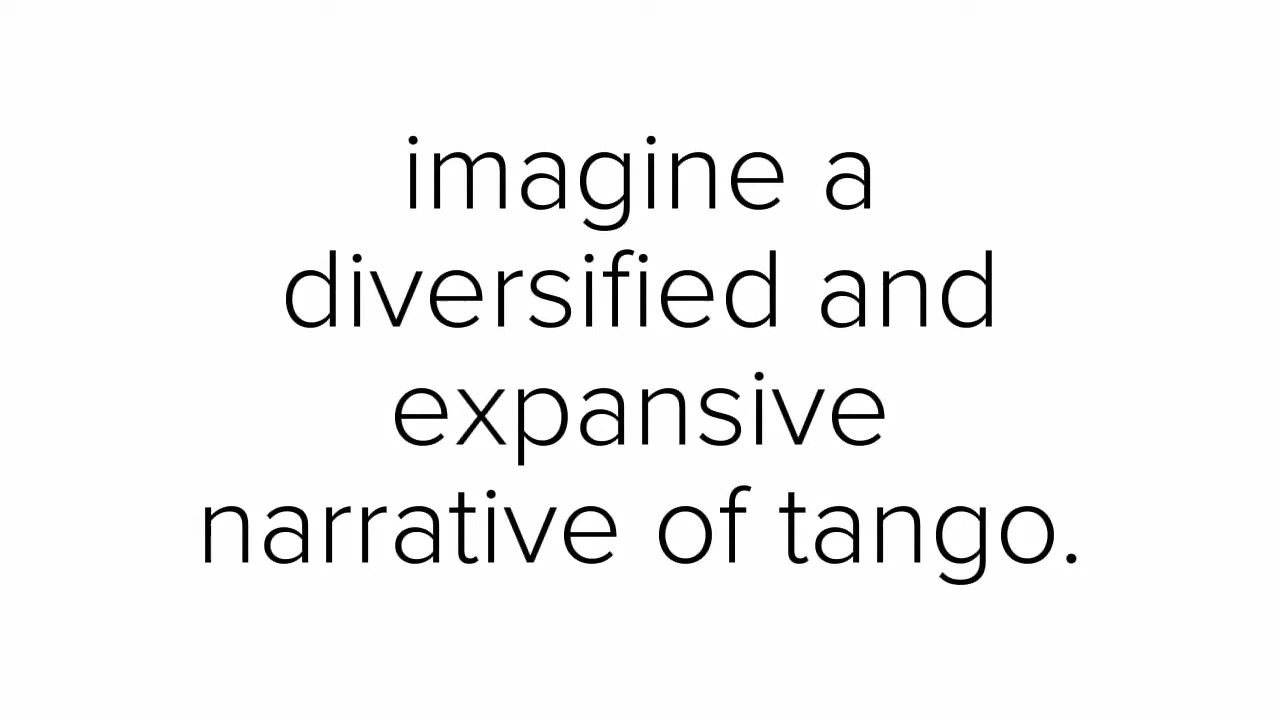 imagine a
diversified and
expansive
narrative of tango.